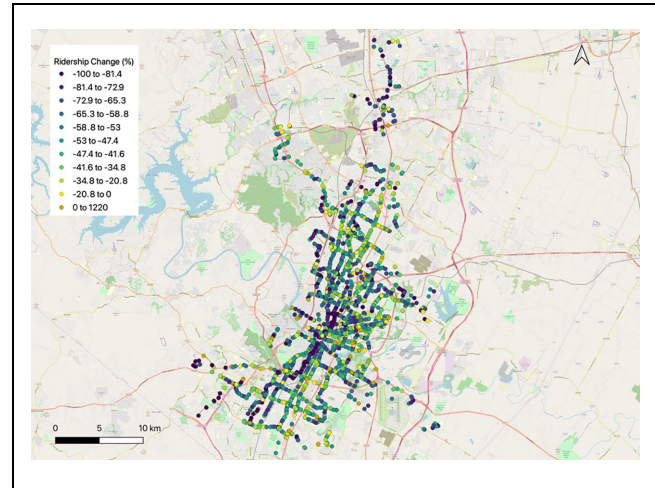 Ridership Change (%)
-100 to -81.4
-81.4 to -72.9
-72.9 to -65.3
-65.3 to -58.8
-58.8 to -53
-53 to -47.4
-47.4 to -41.6
-41.6 to -34.8
-34.8 to -20.8
-20.8 to 0
0 to 1220
0 5 10 km